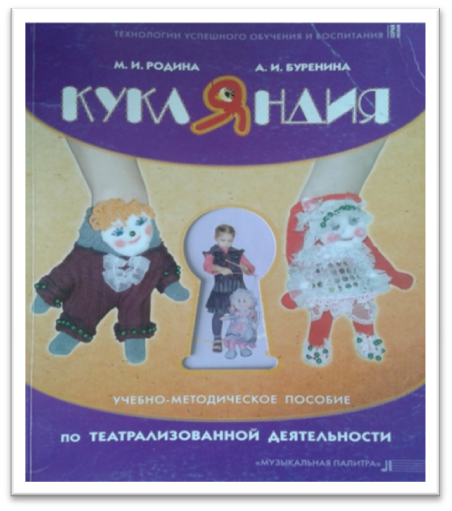 ТЕХНОЛОГИИ УСПЕШНОГО ОБУЧЕНИЯ И ВОСПИТАНИЯ
М. И. РОДИНА А. И. БУРЕНИНА
КУКЛЯНДИЯ
УЧЕБНО-МЕТОДИЧЕСКОЕ ПОСОБИЕ
ПО ТЕАТРАЛИЗОВАННОЙ ДЕЯТЕЛЬНОСТИ
«МУЗЫКАЛЬНАЯ ПАЛИТРА»